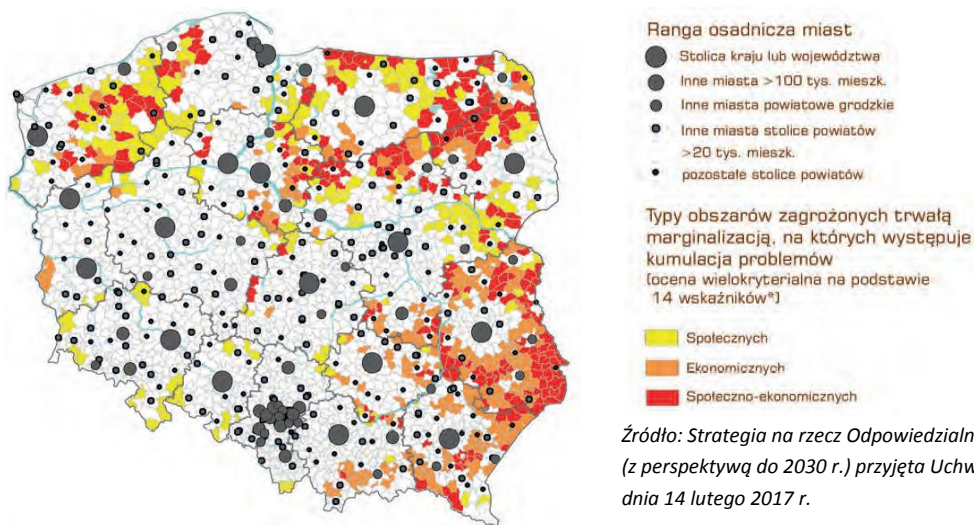 Ranga osadnicza miast
Stolica kraju lub województwa
Inne miasta >100 tys. mieszk.
Inne miasta powiatowe grodzkie
Inne miasta stolice powiatów
>20 tys. mieszk.
pozostałe stolice powiatów
Typy obszarów zagrożonych trwałą
marginalizacją, na których występuje
kumulacja problemów
(ocena wielokryterialna na podstawie
14 wskaźników*)
Społecznych
Ekonomicznych
Społeczno-ekonomicznych
Źródło: Strategia na rzecz Odpowiedzialn
(z perspektywą do 2030 r.) przyjęta Uchw
dnia 14 lutego 2017 r.